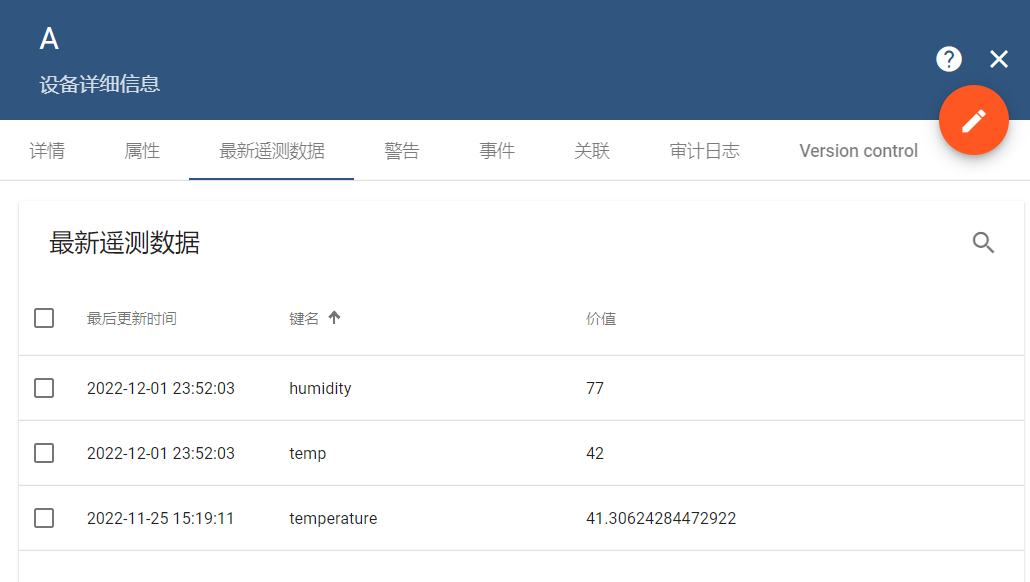 A
设备详细信息
详情 属性 最新遥测数据 警告 事件 关联 审计日志 Version control
最新遥测数据
最后更新时间 键名 价值
2022-12-01 23:52:03 humidity 77
2022-12-01 23:52:03 temp 42
2022-11-25 15:19:11 temperature 41.30624284472922